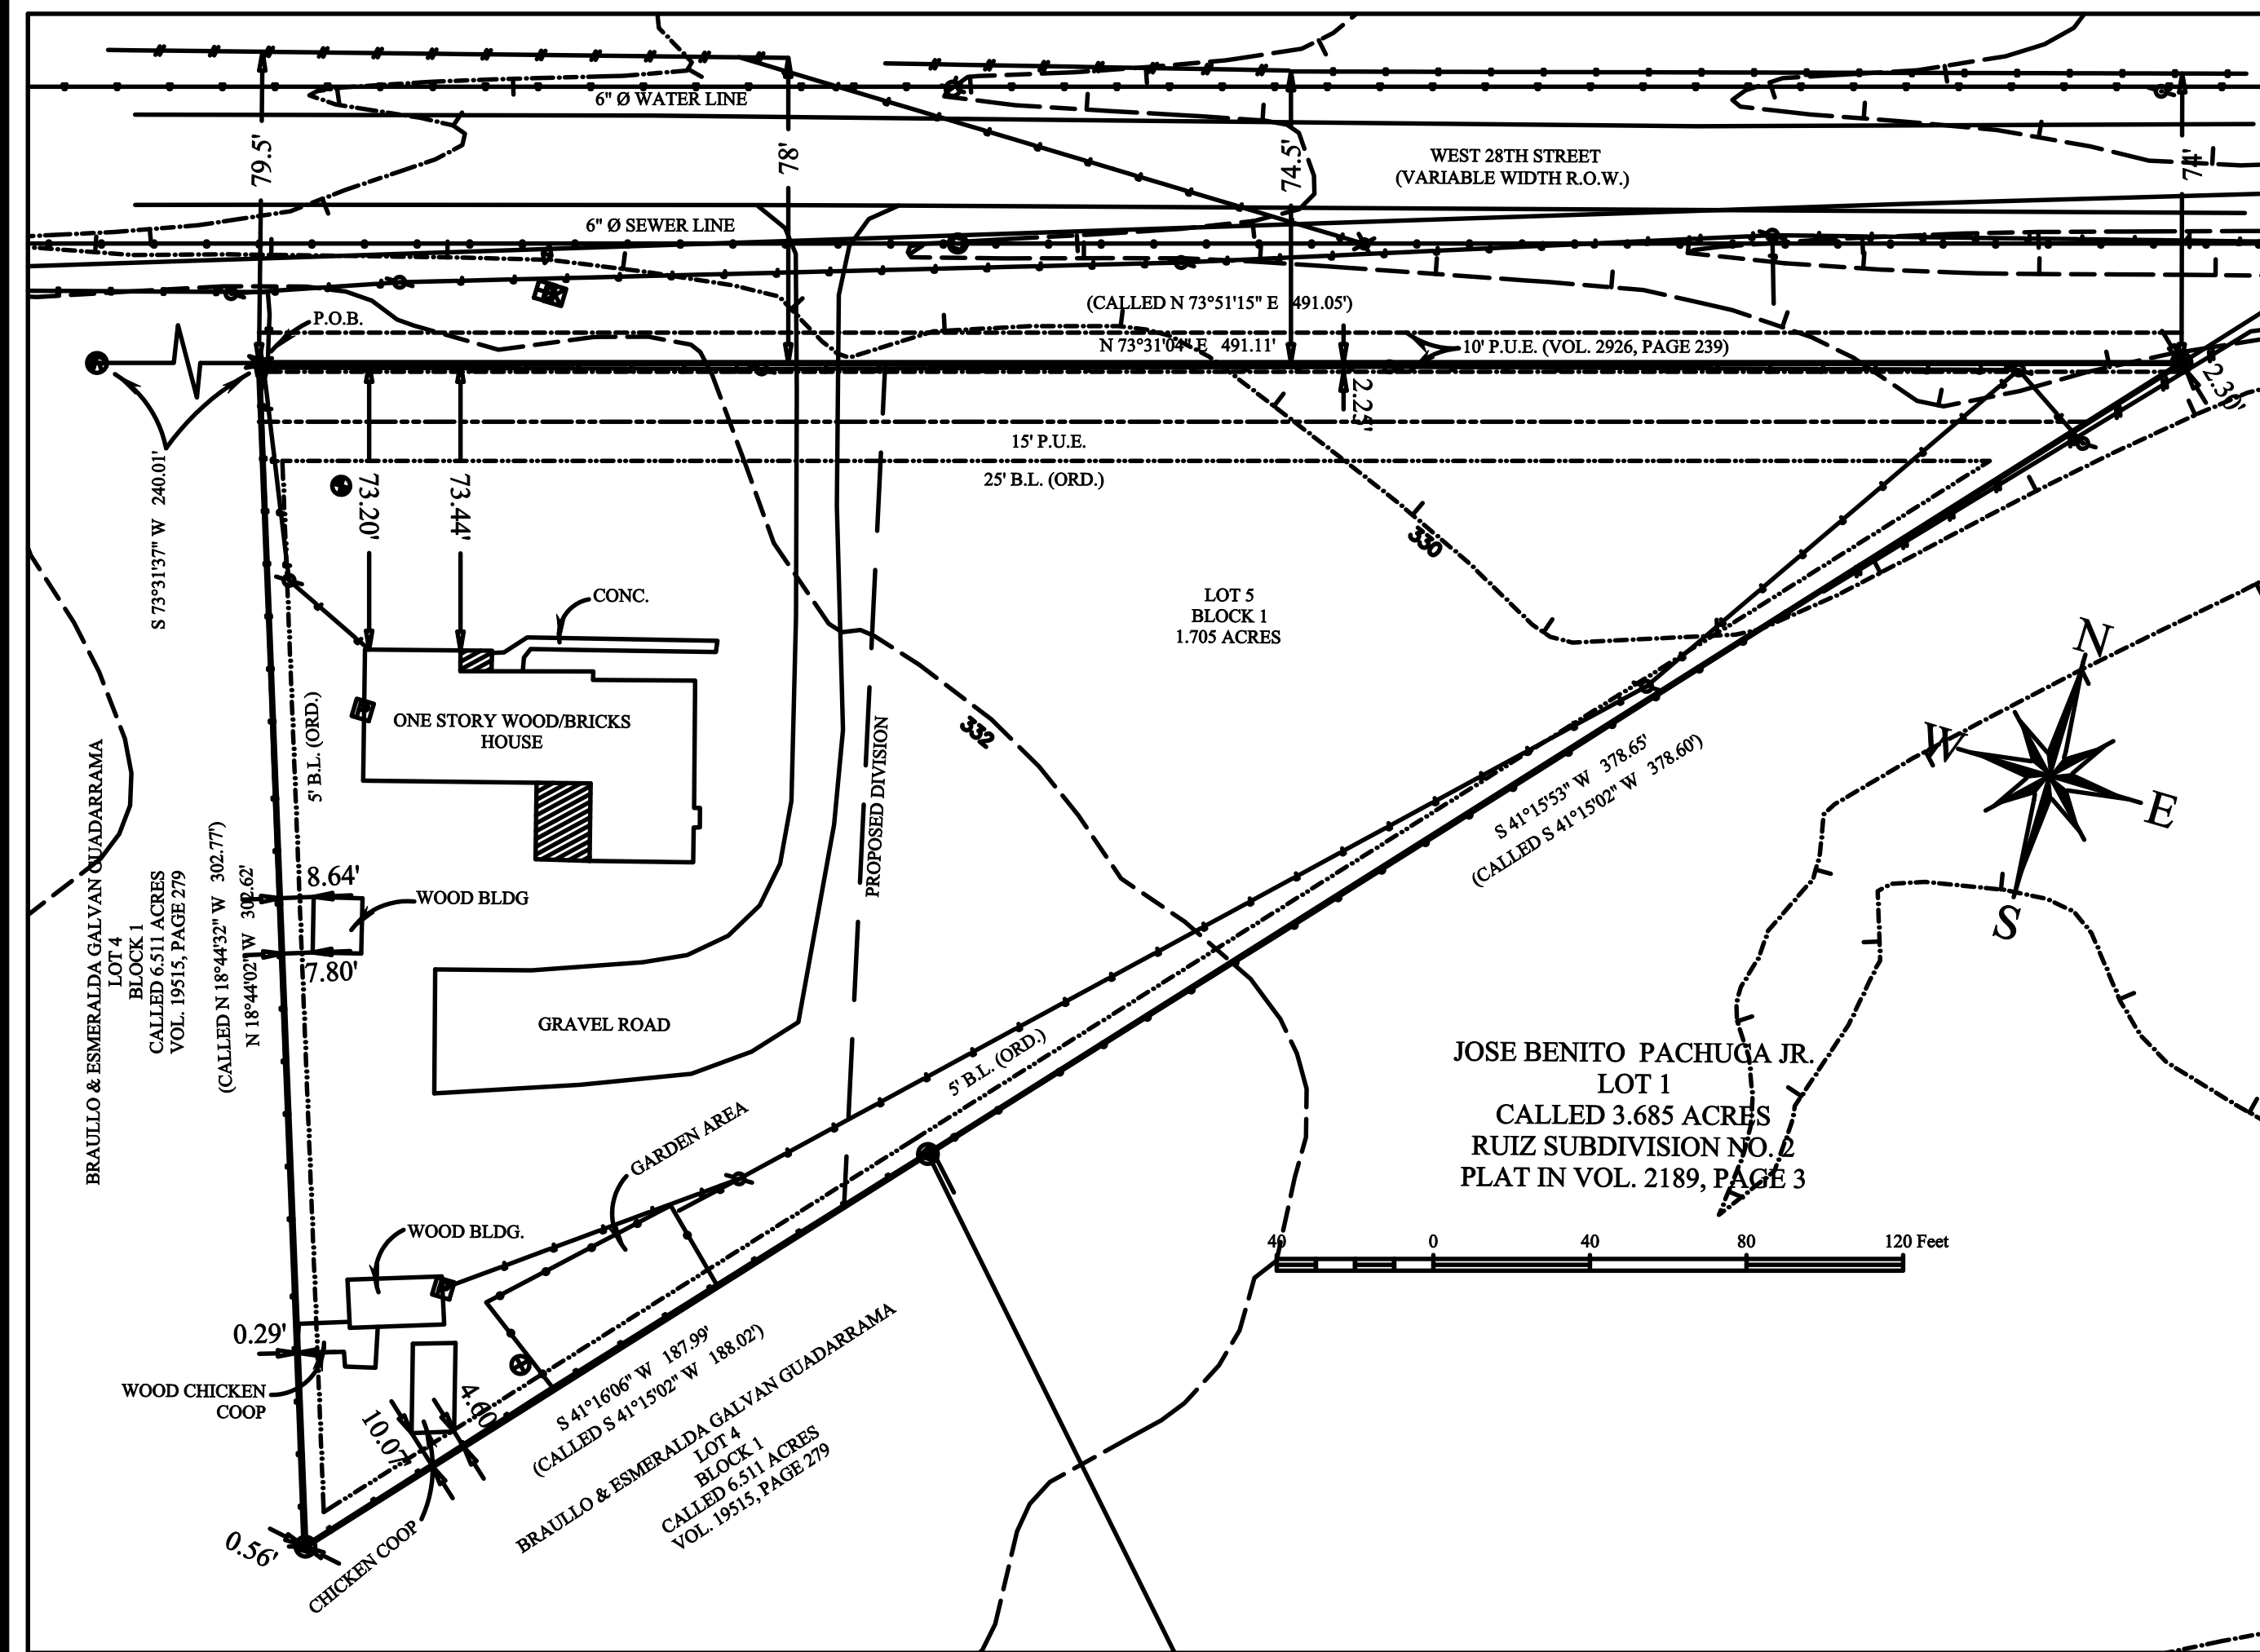 6" Ø WATER LINE
79.5'
78'
74.5'
74'
WEST 28TH STREET
(VARIABLE WIDTH R.O.W.)
6" Ø SEWER LINE
(CALLED N 73°51'15" E 491.05')
P.O.B.
N 73°31'04" E 491.11'
10' P.U.E. (VOL. 2926, PAGE 239)
2.25'
2.30'
15' P.U.E.
25' B.L. (ORD.)
S 73°31'37" W 240.01'
73.20'
73.44'
330
CONC.
LOT 5
BLOCK 1
1.705 ACRES
N
W
E
S
5' B.L. (ORD.)
ONE STORY WOOD/BRICKS
HOUSE
332
PROPOSED DIVISION
S 41°15'53" W 378.65'
(CALLED S 41°15'02" W 378.60')
BRAULLO & ESMERALDA GALVAN GUADARRAMA
LOT 4
BLOCK 1
CALLED 6.511 ACRES
VOL. 19515, PAGE 279
(CALLED N 18°44'32" W 302.77')
N 18°44'02" W 302.62'
8.64'
WOOD BLDG
7.80'
GRAVEL ROAD
5' B.L. (ORD.)
JOSE BENITO PACHUCA JR.
LOT 1
CALLED 3.685 ACRES
RUIZ SUBDIVISION NO. 2
PLAT IN VOL. 2189, PAGE 3
GARDEN AREA
WOOD BLDG.
40 0 40 80 120 Feet
0.29'
WOOD CHICKEN
COOP
10.07'
4.60'
S 41°16'06" W 187.99'
(CALLED S 41°15'02" W 188.02')
BRAULLO & ESMERALDA GALVAN GUADARRAMA
LOT 4
BLOCK 1
CALLED 6.511 ACRES
VOL. 19515, PAGE 279
0.56'
CHICKEN COOP